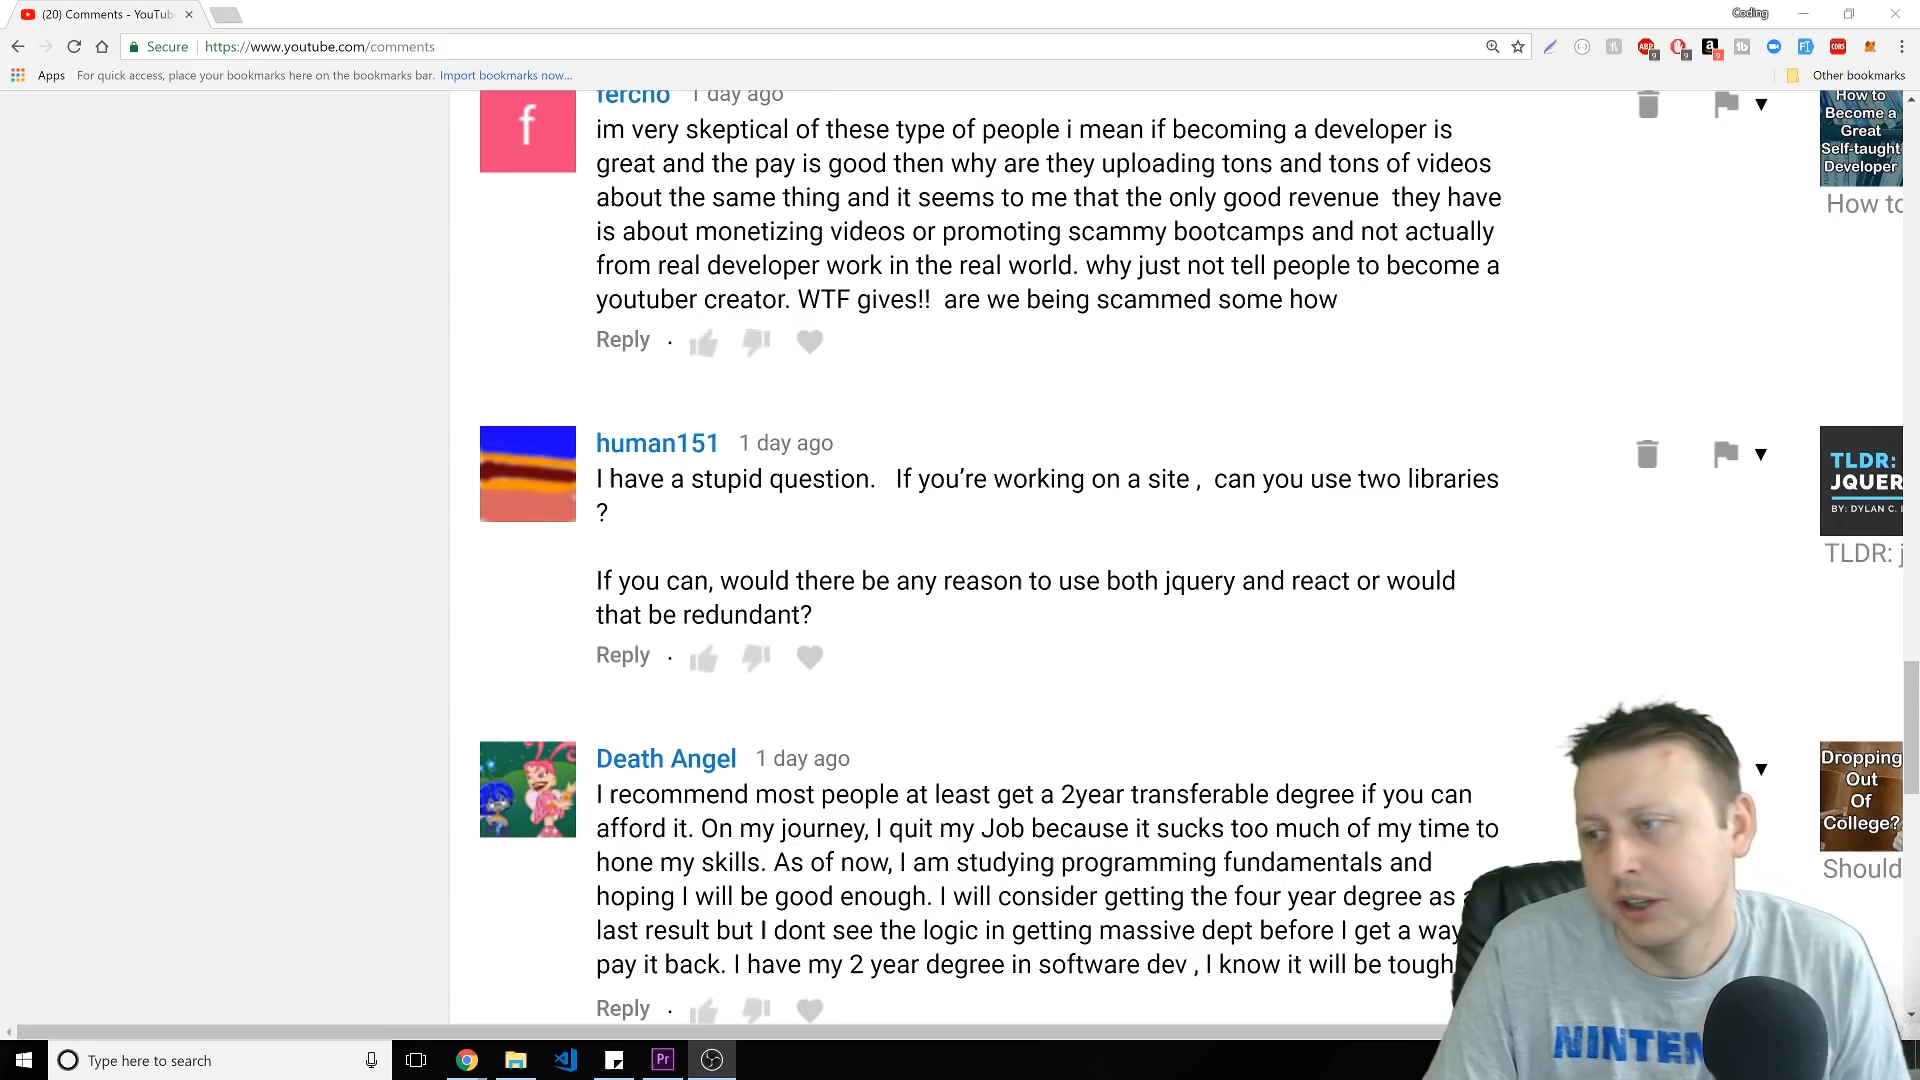 (20) Comments - YouTub
Coding
Secure https://www.youtube.com/comments
Apps For quick access, place your bookmarks here on the bookmarks bar. Import bookmarks now... Other bookmarks
fercho 1 day ago
im very skeptical of these type of people i mean if becoming a developer is
great and the pay is good then why are they uploading tons and tons of videos
about the same thing and it seems to me that the only good revenue they have
is about monetizing videos or promoting scammy bootcamps and not actually
from real developer work in the real world. why just not tell people to become a
youtuber creator. WTF gives!! are we being scammed some how
Reply
How to
Become a
Great
Self-taught
Developer
How to
f
human151 1 day ago
I have a stupid question. If you’re working on a site , can you use two libraries
?
If you can, would there be any reason to use both jquery and react or would
that be redundant?
Reply
TLDR:
JQUER
BY: DYLAN C. I
TLDR: j
Death Angel 1 day ago
I recommend most people at least get a 2year transferable degree if you can
afford it. On my journey, I quit my Job because it sucks too much of my time to
hone my skills. As of now, I am studying programming fundamentals and
hoping I will be good enough. I will consider getting the four year degree as a
last result but I dont see the logic in getting massive dept before I get a way
pay it back. I have my 2 year degree in software dev , I know it will be tough
Reply
Dropping
Out
Of
College?
Should
NINTEN
Type here to search
Pr